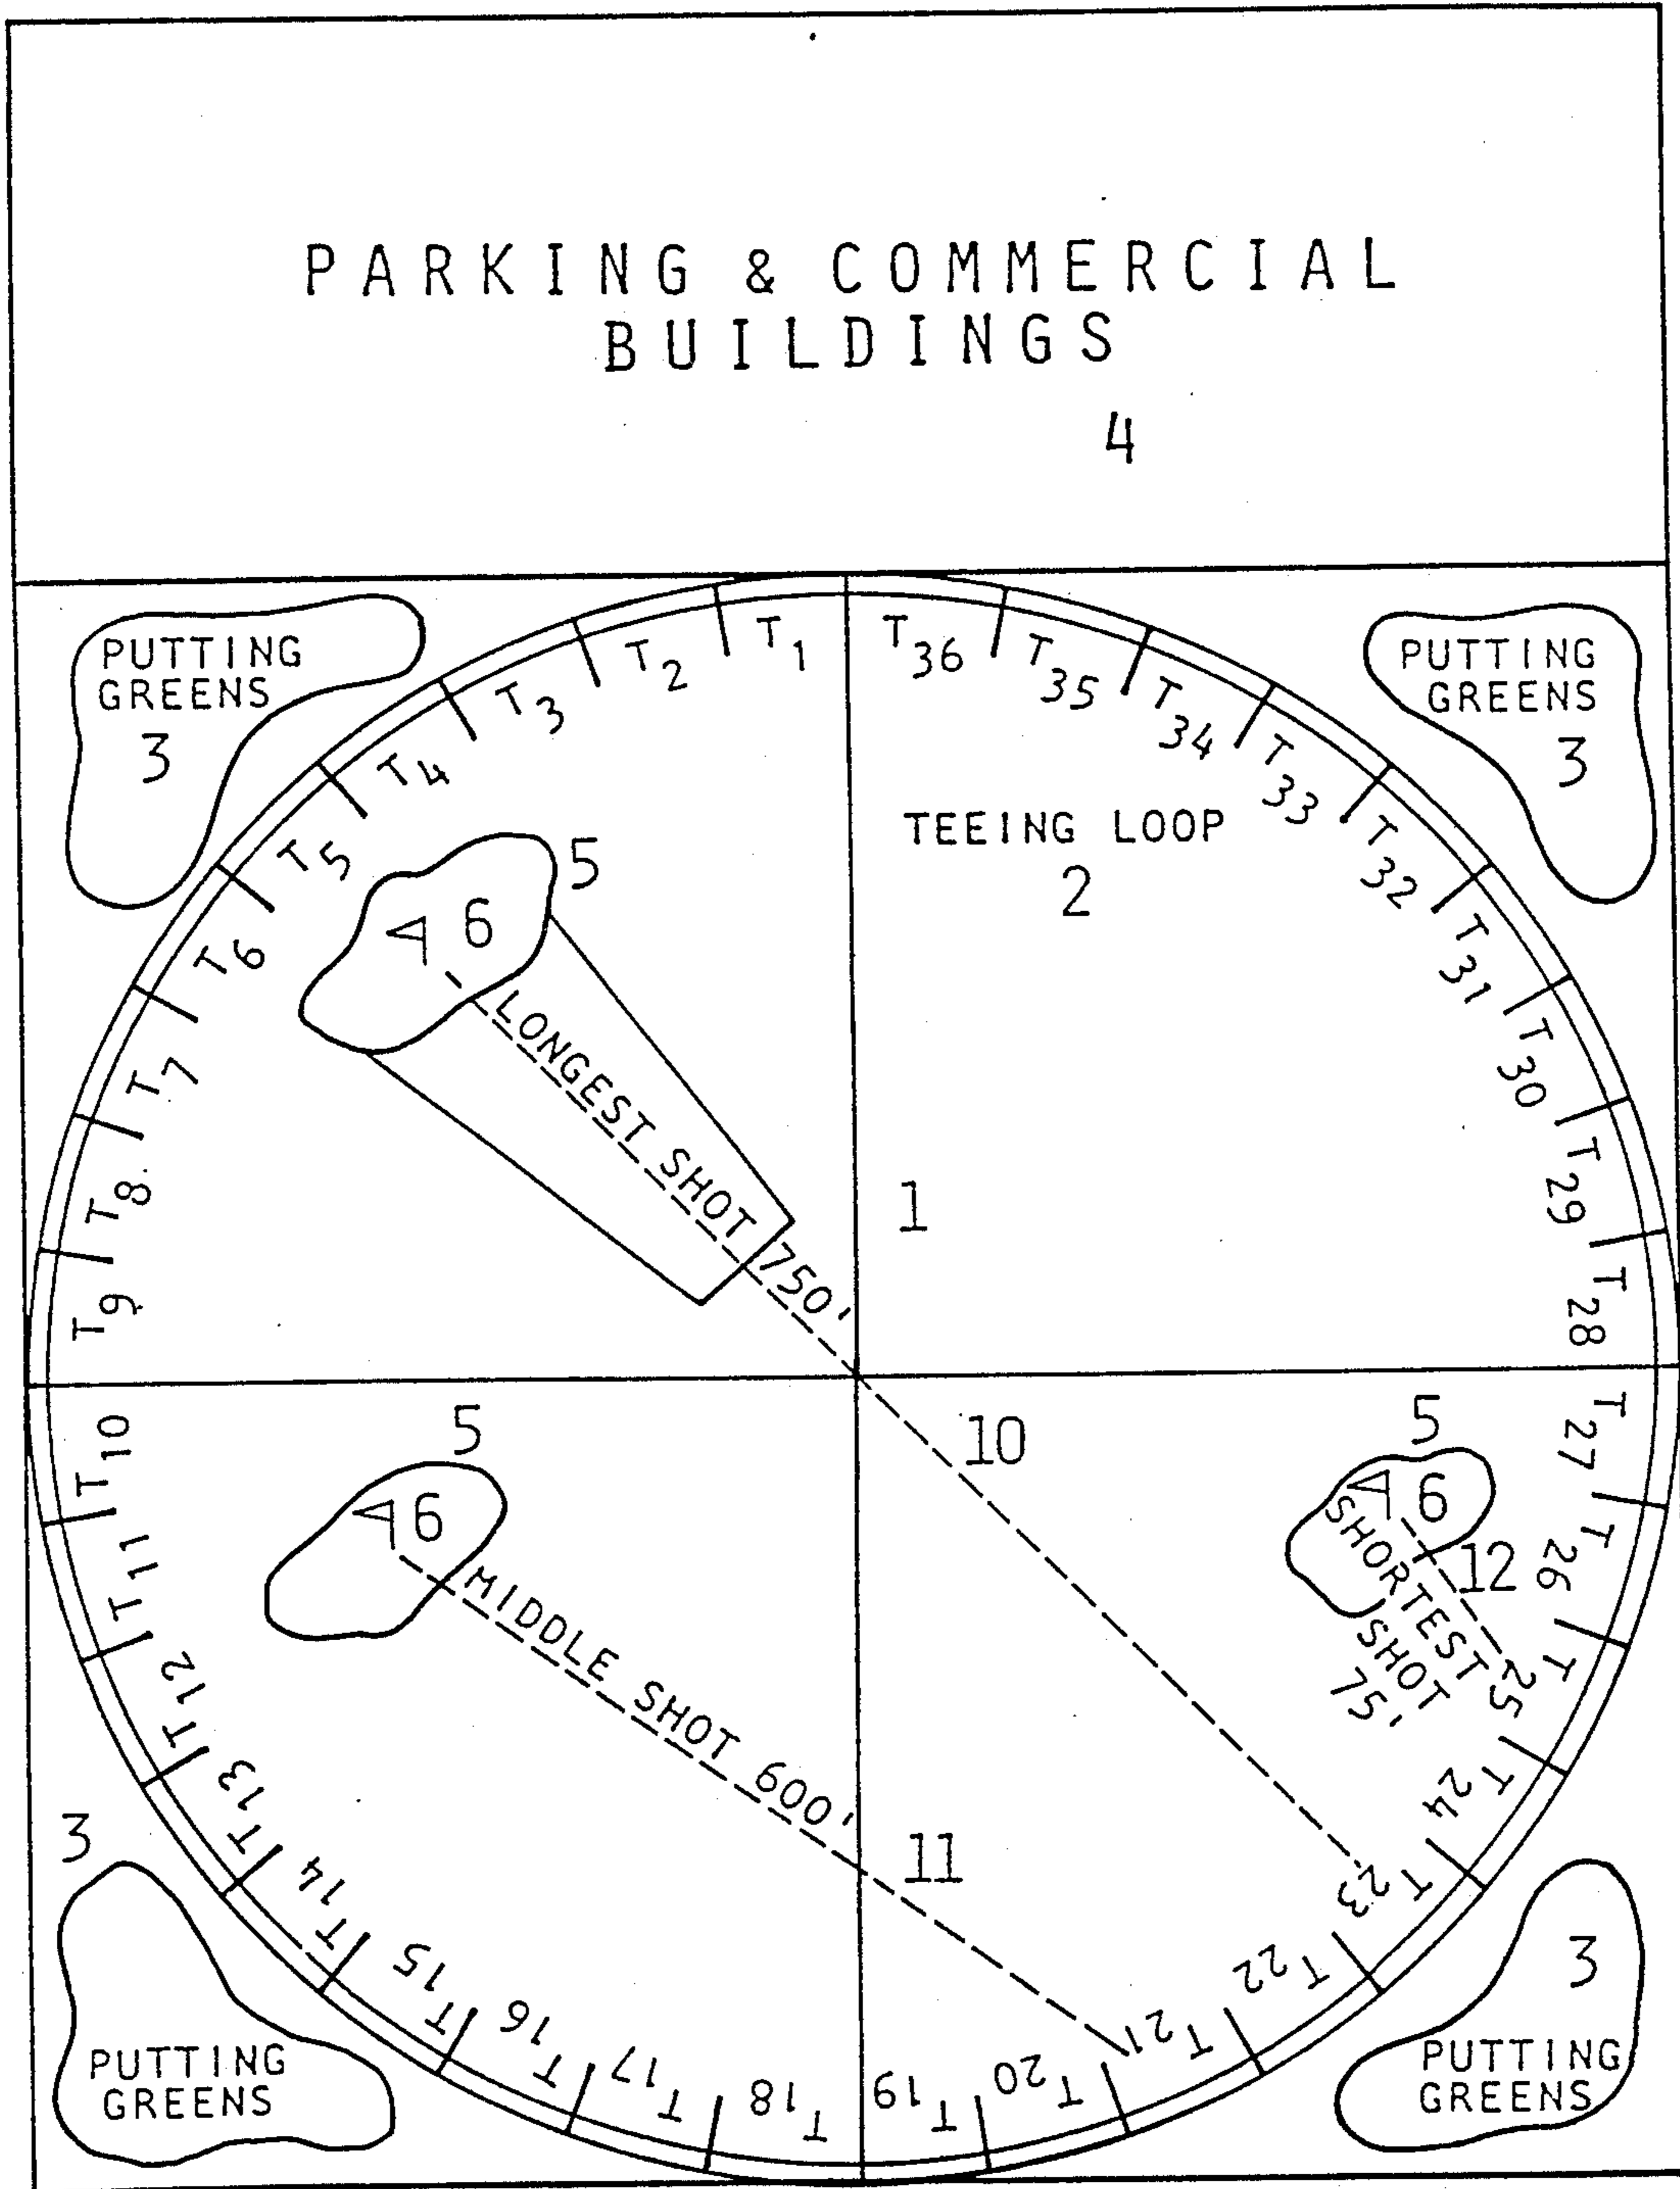 PARKING & COMMERCIAL
BUILDINGS
4
PUTTING
GREENS
3
PUTTING
GREENS
3
T1
T2
T3
T4
T5
T6
T7
T8
T9
T10
T11
T12
T13
T14
T15
T16
T17
T18
T19
T20
T21
T22
T23
T24
T25
T26
T27
T28
T29
T30
T31
T32
T33
T34
T35
T36
TEEING LOOP
2
5
6
LONGEST SHOT 750'
1
10
5
6
MIDDLE SHOT 600'
11
5
6
12
SHORTEST
SHOT
75'
3
PUTTING
GREENS
3
PUTTING
GREENS